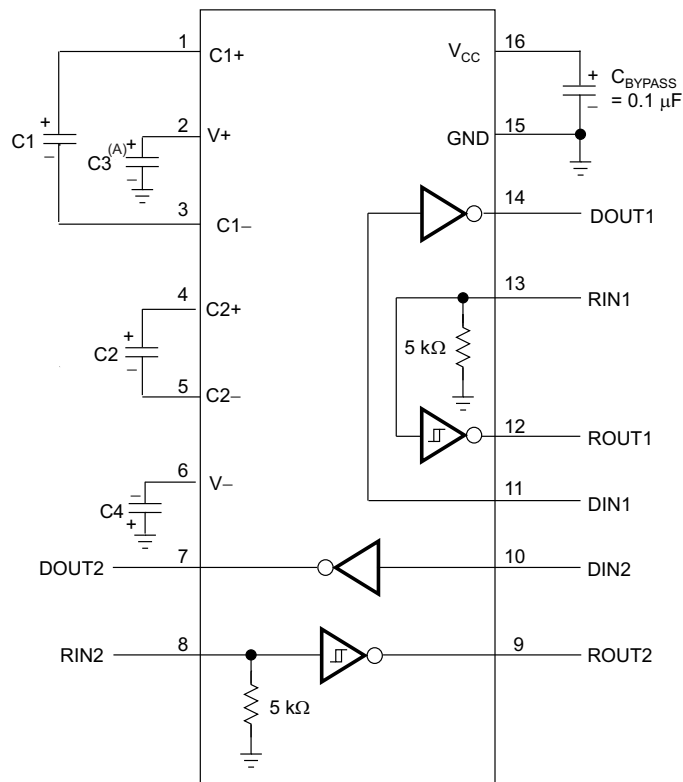 1
C1+
V_CC
16
+
C_BYPASS
= 0.1 µF
−
+
C1
−
2
V+
C3(A)
+
−
15
GND
3
C1−
14
DOUT1
13
RIN1
4
C2+
5 kΩ
+
C2
−
5
C2−
12
ROUT1
6
V−
−
C4
+
11
DIN1
DOUT2
7
10
DIN2
RIN2
8
9
ROUT2
5 kΩ